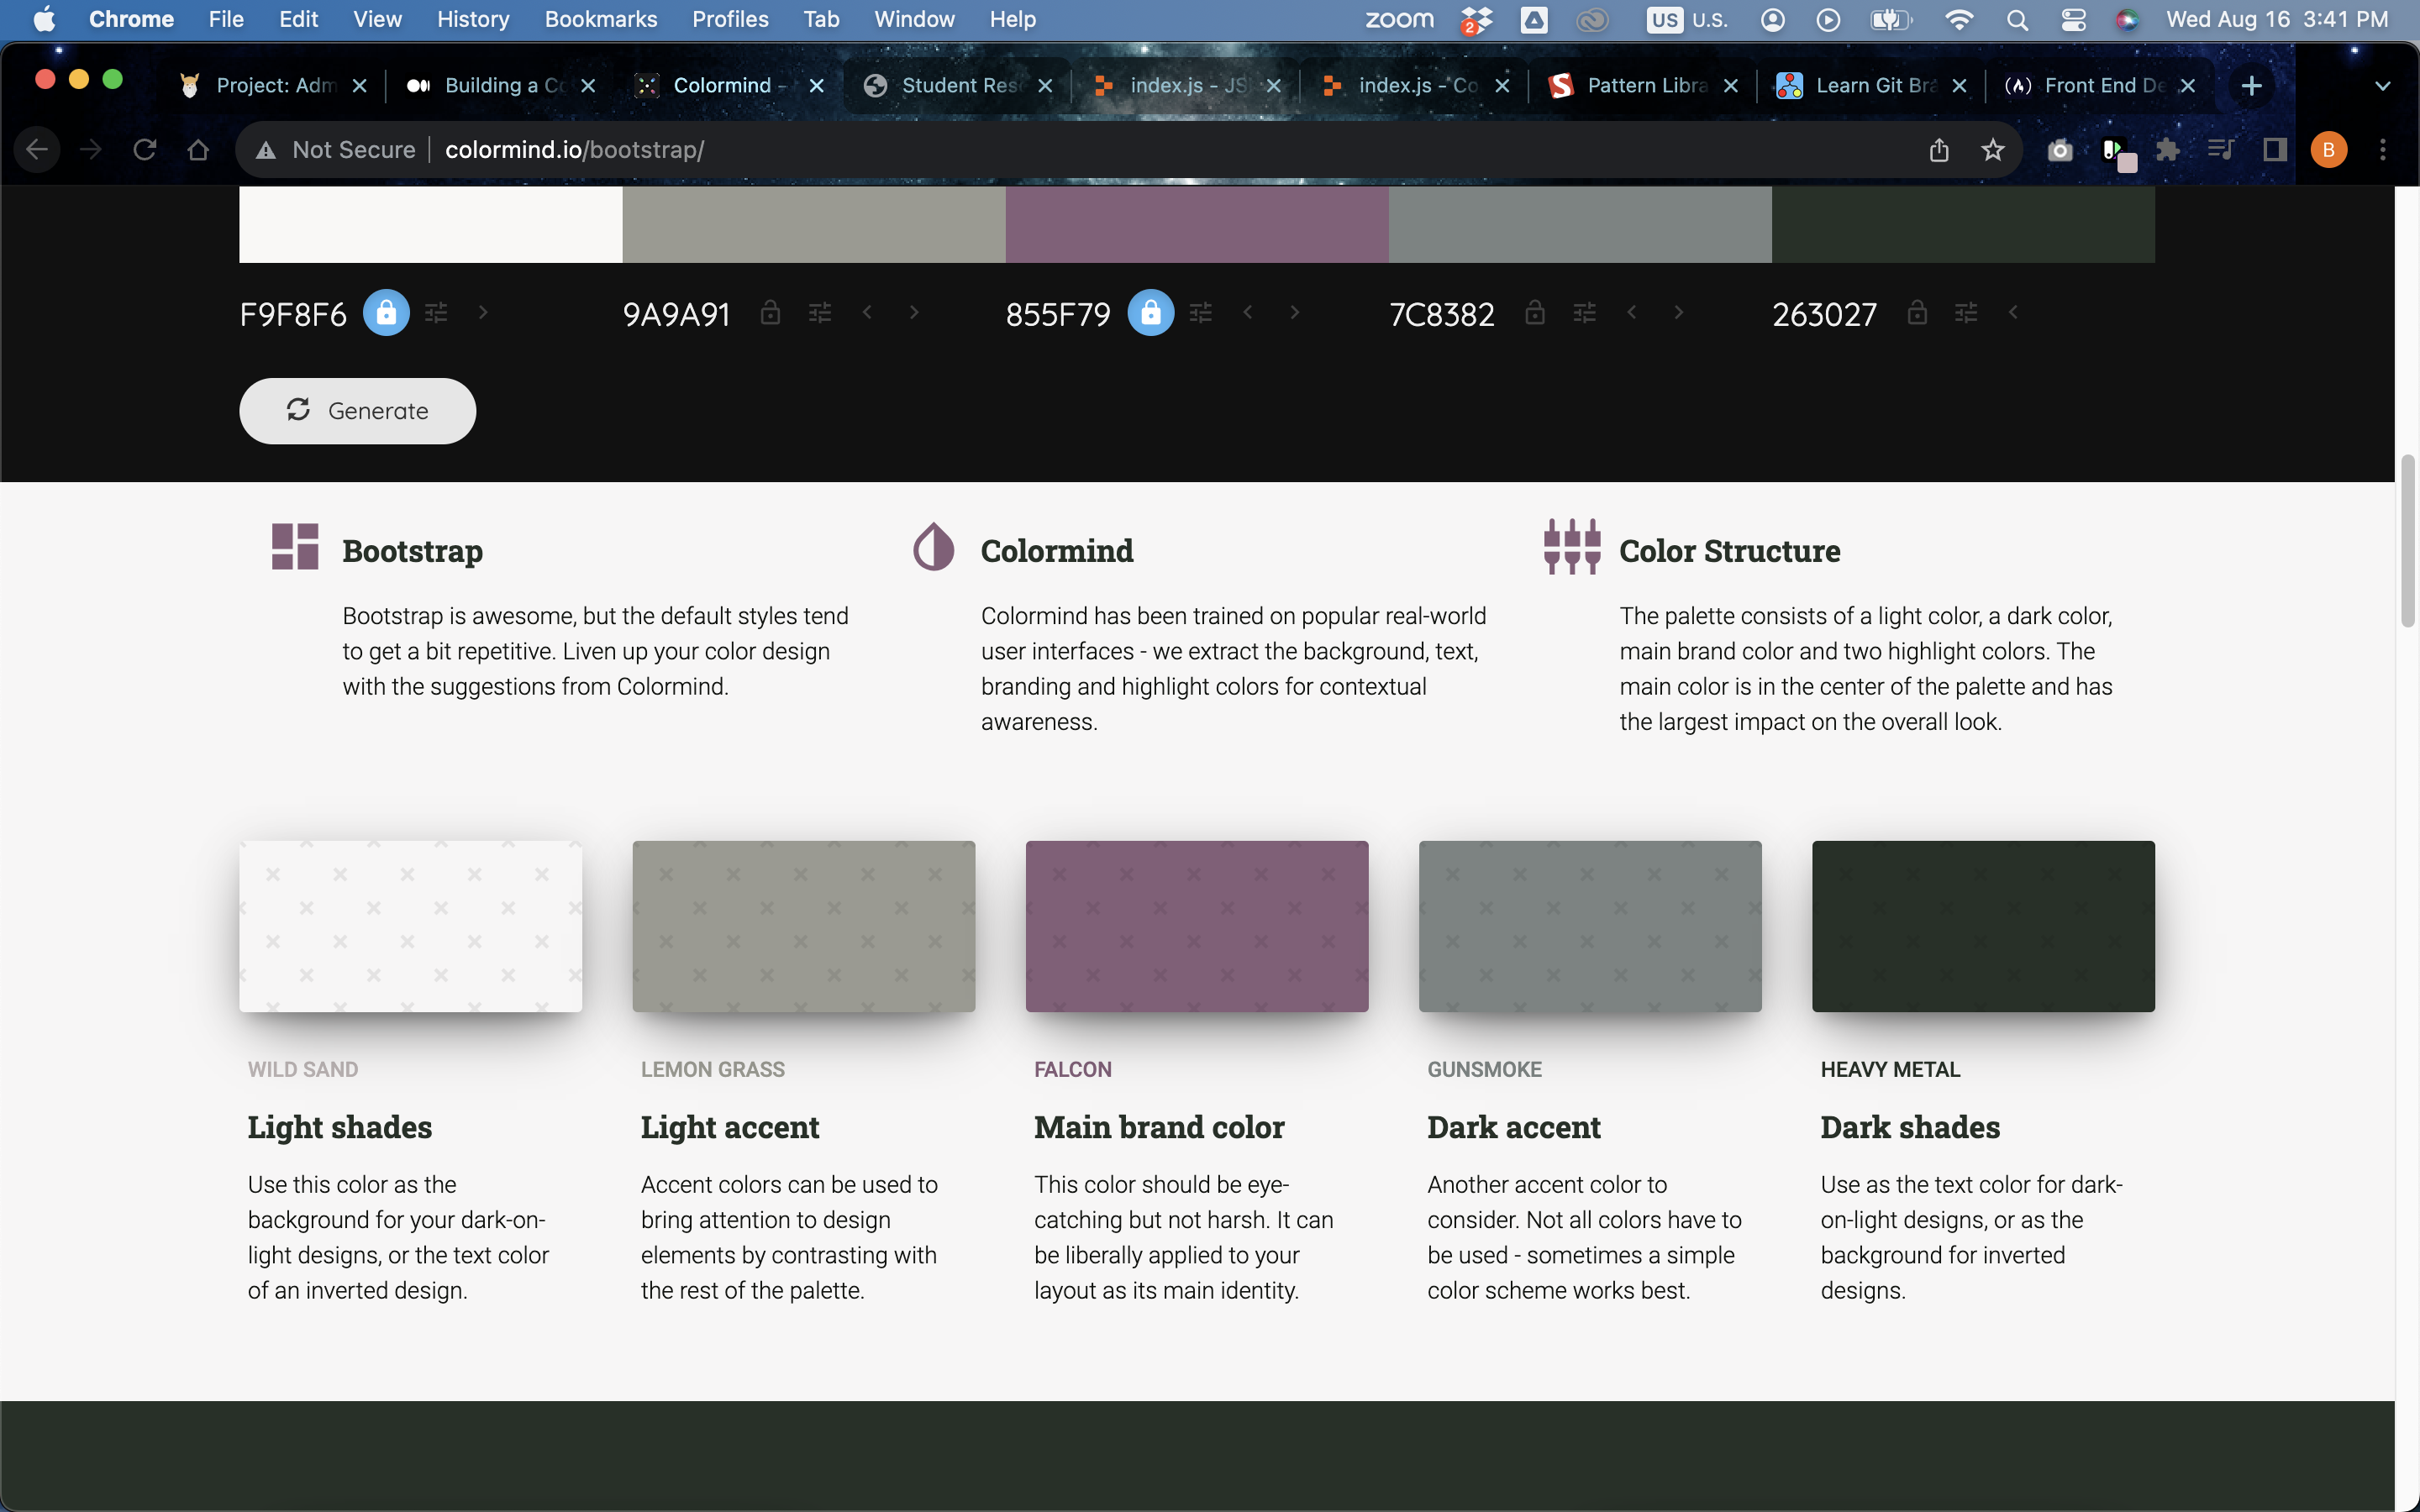 Chrome File Edit View History Bookmarks Profiles Tab Window Help zoom 2 US U.S. Wed Aug 16 3:41 PM
Project: Adm Building a Co Colormind - Student Res index.js - JS index.js - Co Pattern Libra Learn Git Bra Front End De
Not Secure colormind.io/bootstrap/ B
F9F8F6 9A9A91 855F79 7C8382 263027
Generate
Bootstrap
Bootstrap is awesome, but the default styles tend
to get a bit repetitive. Liven up your color design
with the suggestions from Colormind.
Colormind
Colormind has been trained on popular real-world
user interfaces - we extract the background, text,
branding and highlight colors for contextual
awareness.
Color Structure
The palette consists of a light color, a dark color,
main brand color and two highlight colors. The
main color is in the center of the palette and has
the largest impact on the overall look.
WILD SAND
Light shades
Use this color as the
background for your dark-on-
light designs, or the text color
of an inverted design.
LEMON GRASS
Light accent
Accent colors can be used to
bring attention to design
elements by contrasting with
the rest of the palette.
FALCON
Main brand color
This color should be eye-
catching but not harsh. It can
be liberally applied to your
layout as its main identity.
GUNSMOKE
Dark accent
Another accent color to
consider. Not all colors have to
be used - sometimes a simple
color scheme works best.
HEAVY METAL
Dark shades
Use as the text color for dark-
on-light designs, or as the
background for inverted
designs.